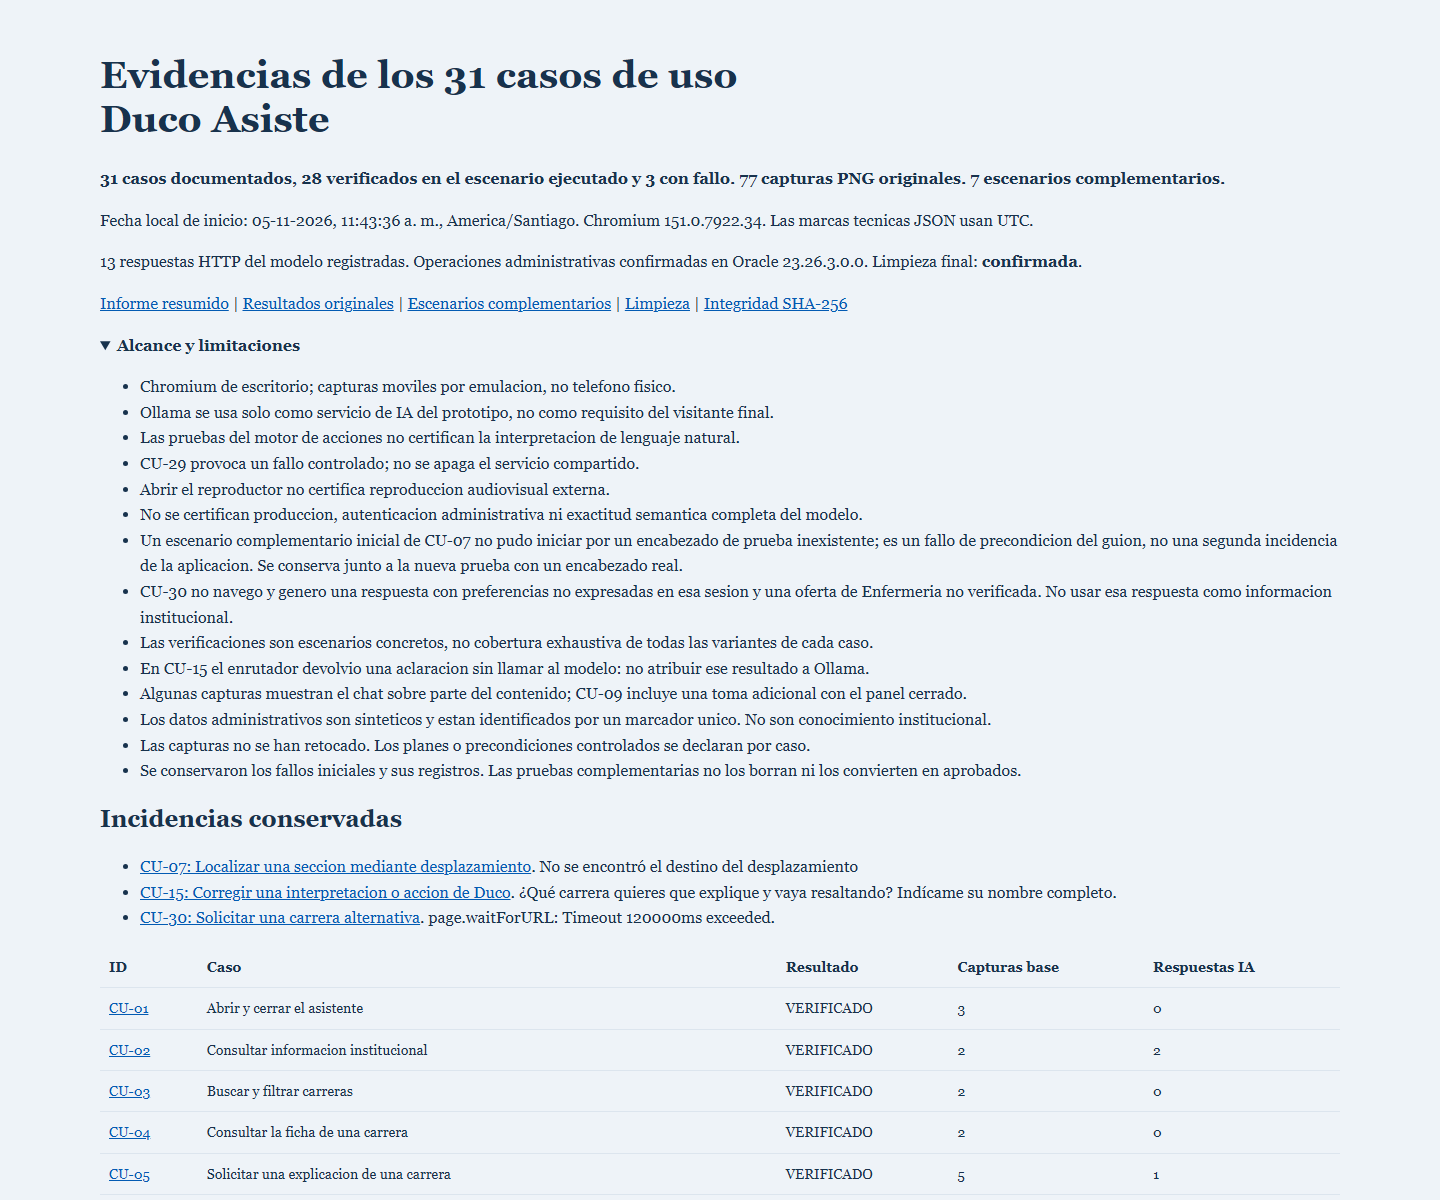 Evidencias de los 31 casos de uso
Duco Asiste
31 casos documentados, 28 verificados en el escenario ejecutado y 3 con fallo. 77 capturas PNG originales. 7 escenarios complementarios.
Fecha local de inicio: 05-11-2026, 11:43:36 a. m., America/Santiago. Chromium 151.0.7922.34. Las marcas tecnicas JSON usan UTC.
13 respuestas HTTP del modelo registradas. Operaciones administrativas confirmadas en Oracle 23.26.3.0.0. Limpieza final: confirmada.
Informe resumido | Resultados originales | Escenarios complementarios | Limpieza | Integridad SHA-256
▼ Alcance y limitaciones
• Chromium de escritorio; capturas moviles por emulacion, no telefono fisico.
• Ollama se usa solo como servicio de IA del prototipo, no como requisito del visitante final.
• Las pruebas del motor de acciones no certifican la interpretacion de lenguaje natural.
• CU-29 provoca un fallo controlado; no se apaga el servicio compartido.
• Abrir el reproductor no certifica reproduccion audiovisual externa.
• No se certifican produccion, autenticacion administrativa ni exactitud semantica completa del modelo.
• Un escenario complementario inicial de CU-07 no pudo iniciar por un encabezado de prueba inexistente; es un fallo de precondicion del guion, no una segunda incidencia
de la aplicacion. Se conserva junto a la nueva prueba con un encabezado real.
• CU-30 no navego y genero una respuesta con preferencias no expresadas en esa sesion y una oferta de Enfermeria no verificada. No usar esa respuesta como informacion
institucional.
• Las verificaciones son escenarios concretos, no cobertura exhaustiva de todas las variantes de cada caso.
• En CU-15 el enrutador devolvio una aclaracion sin llamar al modelo: no atribuir ese resultado a Ollama.
• Algunas capturas muestran el chat sobre parte del contenido; CU-09 incluye una toma adicional con el panel cerrado.
• Los datos administrativos son sinteticos y estan identificados por un marcador unico. No son conocimiento institucional.
• Las capturas no se han retocado. Los planes o precondiciones controlados se declaran por caso.
• Se conservaron los fallos iniciales y sus registros. Las pruebas complementarias no los borran ni los convierten en aprobados.
Incidencias conservadas
• CU-07: Localizar una seccion mediante desplazamiento. No se encontró el destino del desplazamiento
• CU-15: Corregir una interpretacion o accion de Duco. ¿Qué carrera quieres que explique y vaya resaltando? Indícame su nombre completo.
• CU-30: Solicitar una carrera alternativa. page.waitForURL: Timeout 120000ms exceeded.
ID Caso Resultado Capturas base Respuestas IA
CU-01 Abrir y cerrar el asistente VERIFICADO 3 0
CU-02 Consultar informacion institucional VERIFICADO 2 2
CU-03 Buscar y filtrar carreras VERIFICADO 2 0
CU-04 Consultar la ficha de una carrera VERIFICADO 2 0
CU-05 Solicitar una explicacion de una carrera VERIFICADO 5 1